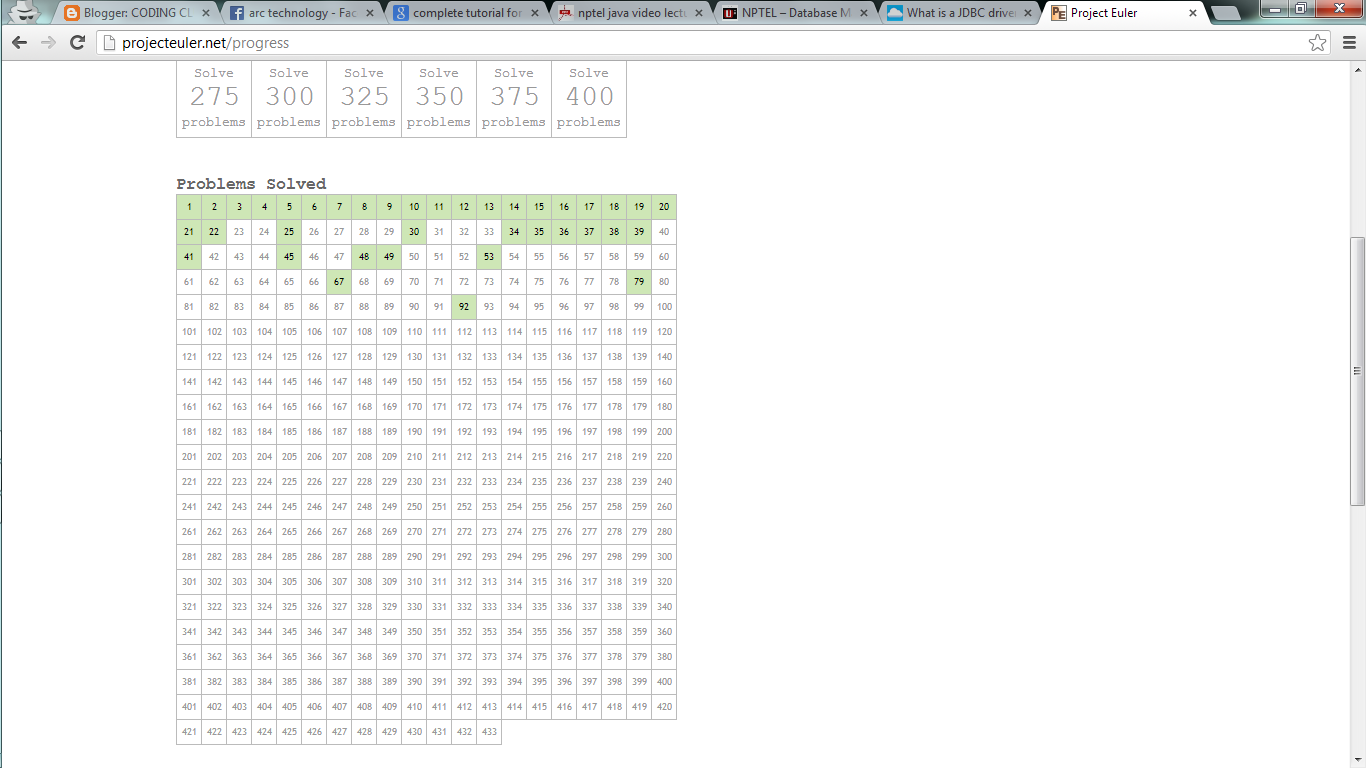 Blogger: CODING CL
arc technology - Fac
complete tutorial for
nptel java video lectu
NPTEL – Database M
What is a JDBC driver
Project Euler
projecteuler.net/progress
Solve Solve Solve Solve Solve Solve
275 300 325 350 375 400
problems problems problems problems problems problems
Problems Solved
1 2 3 4 5 6 7 8 9 10 11 12 13 14 15 16 17 18 19 20
21 22 23 24 25 26 27 28 29 30 31 32 33 34 35 36 37 38 39 40
41 42 43 44 45 46 47 48 49 50 51 52 53 54 55 56 57 58 59 60
61 62 63 64 65 66 67 68 69 70 71 72 73 74 75 76 77 78 79 80
81 82 83 84 85 86 87 88 89 90 91 92 93 94 95 96 97 98 99 100
101 102 103 104 105 106 107 108 109 110 111 112 113 114 115 116 117 118 119 120
121 122 123 124 125 126 127 128 129 130 131 132 133 134 135 136 137 138 139 140
141 142 143 144 145 146 147 148 149 150 151 152 153 154 155 156 157 158 159 160
161 162 163 164 165 166 167 168 169 170 171 172 173 174 175 176 177 178 179 180
181 182 183 184 185 186 187 188 189 190 191 192 193 194 195 196 197 198 199 200
201 202 203 204 205 206 207 208 209 210 211 212 213 214 215 216 217 218 219 220
221 222 223 224 225 226 227 228 229 230 231 232 233 234 235 236 237 238 239 240
241 242 243 244 245 246 247 248 249 250 251 252 253 254 255 256 257 258 259 260
261 262 263 264 265 266 267 268 269 270 271 272 273 274 275 276 277 278 279 280
281 282 283 284 285 286 287 288 289 290 291 292 293 294 295 296 297 298 299 300
301 302 303 304 305 306 307 308 309 310 311 312 313 314 315 316 317 318 319 320
321 322 323 324 325 326 327 328 329 330 331 332 333 334 335 336 337 338 339 340
341 342 343 344 345 346 347 348 349 350 351 352 353 354 355 356 357 358 359 360
361 362 363 364 365 366 367 368 369 370 371 372 373 374 375 376 377 378 379 380
381 382 383 384 385 386 387 388 389 390 391 392 393 394 395 396 397 398 399 400
401 402 403 404 405 406 407 408 409 410 411 412 413 414 415 416 417 418 419 420
421 422 423 424 425 426 427 428 429 430 431 432 433